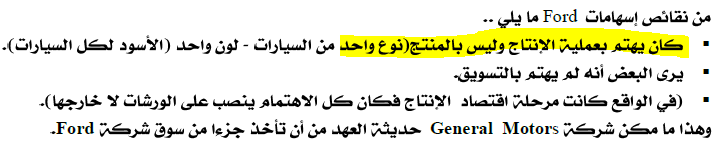 من نقائص إسهامات Ford ما يلي ..
▪ كان يهتم بعملية الإنتاج وليس بالمنتج(نوع واحد من السيارات - لون واحد (الأسود لكل السيارات).
▪ يرى البعض أنه لم يهتم بالتسويق.
▪ (في الواقع كانت مرحلة اقتصاد الإنتاج فكان كل الاهتمام ينصب على الورشات لا خارجها).
وهذا ما مكن شركة General Motors حديثة العهد من أن تأخذ جزءا من سوق شركة Ford.